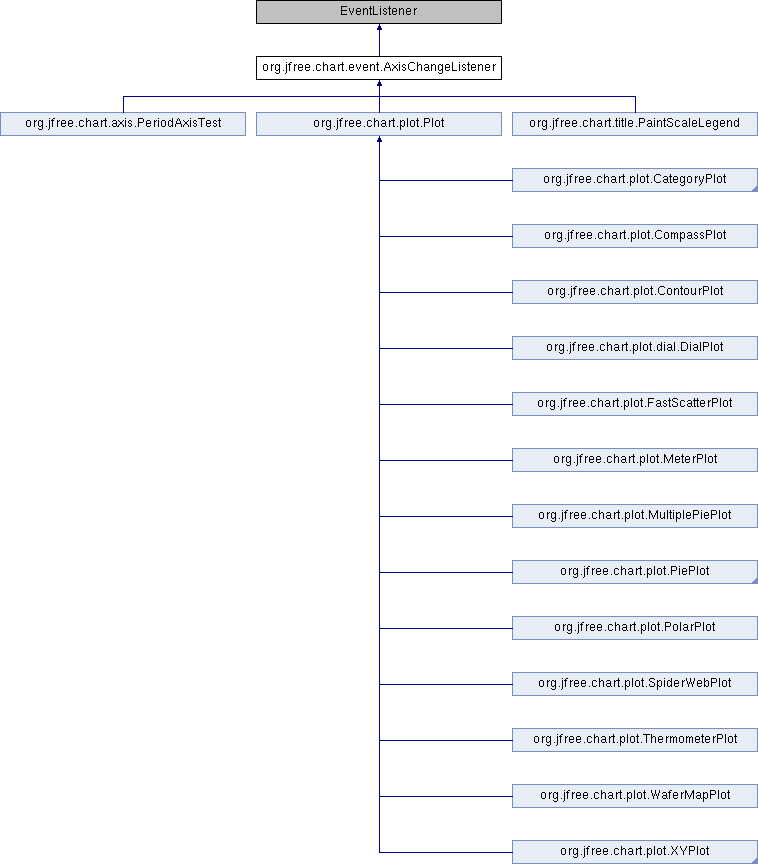 EventListener
org.jfree.chart.event.AxisChangeListener
org.jfree.chart.axis.PeriodAxisTest
org.jfree.chart.plot.Plot
org.jfree.chart.title.PaintScaleLegend
org.jfree.chart.plot.CategoryPlot
org.jfree.chart.plot.CompassPlot
org.jfree.chart.plot.ContourPlot
org.jfree.chart.plot.dial.DialPlot
org.jfree.chart.plot.FastScatterPlot
org.jfree.chart.plot.MeterPlot
org.jfree.chart.plot.MultiplePiePlot
org.jfree.chart.plot.PiePlot
org.jfree.chart.plot.PolarPlot
org.jfree.chart.plot.SpiderWebPlot
org.jfree.chart.plot.ThermometerPlot
org.jfree.chart.plot.WaferMapPlot
org.jfree.chart.plot.XYPlot